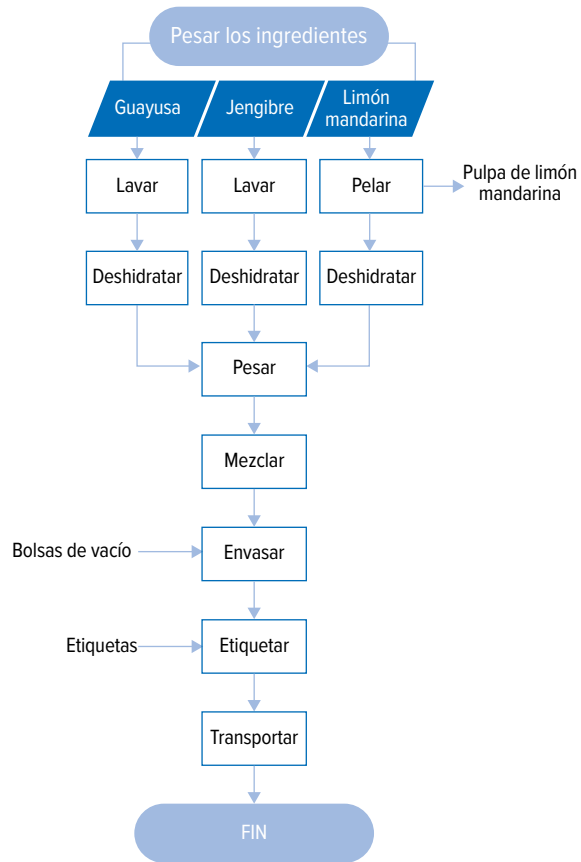 Pesar los ingredientes
Guayusa
Jengibre
Limón
mandarina
Lavar
Lavar
Pelar
Pulpa de limón
mandarina
Deshidratar
Deshidratar
Deshidratar
Pesar
Mezclar
Bolsas de vacío
Envasar
Etiquetas
Etiquetar
Transportar
FIN